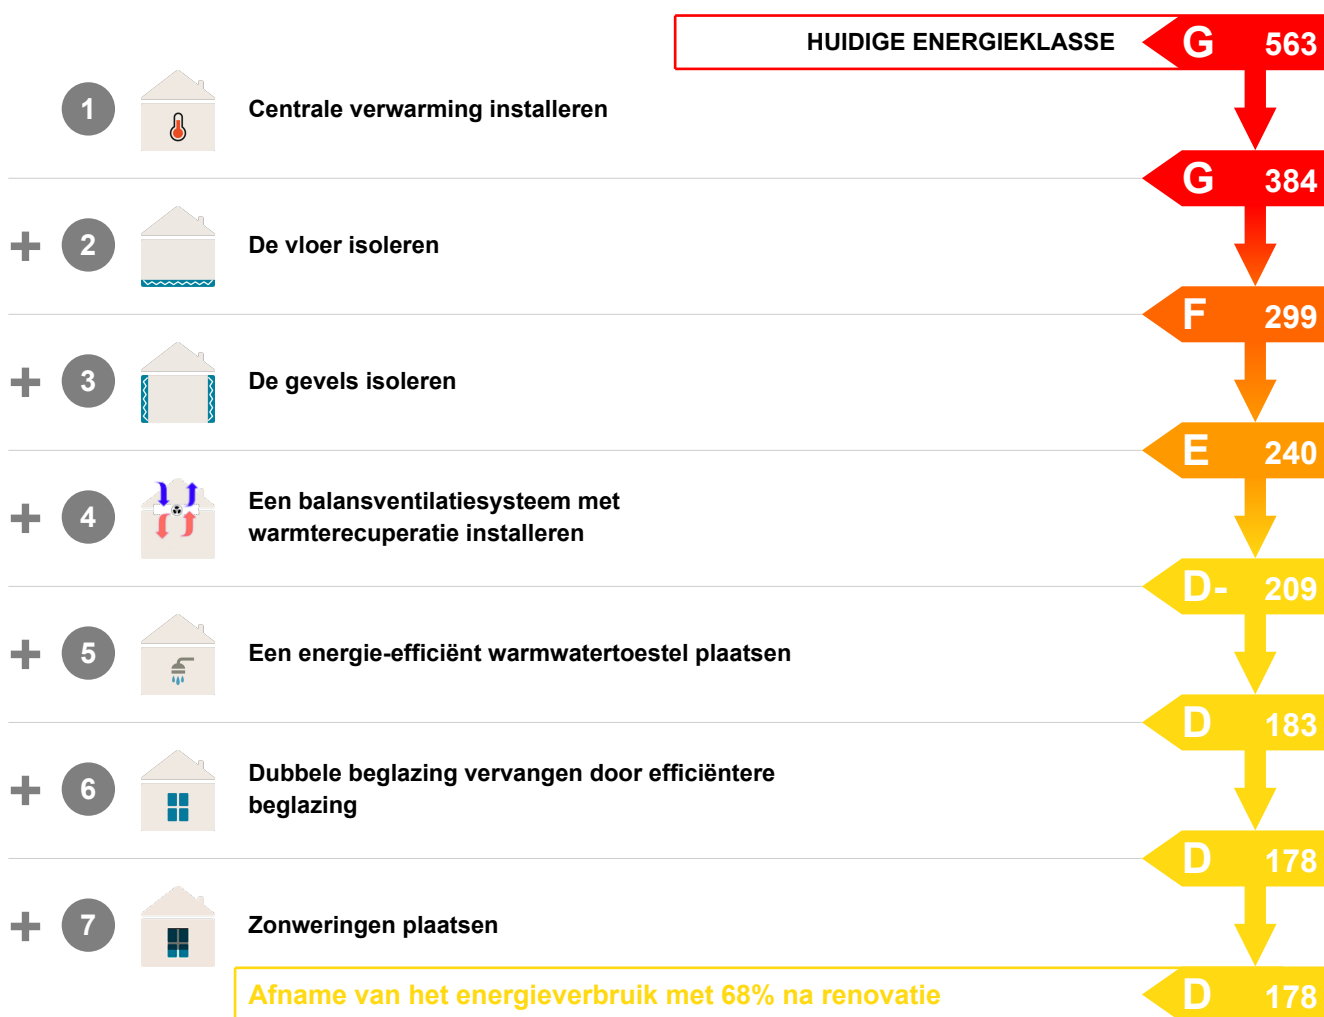 HUIDIGE ENERGIEKLASSE G 563
1 Centrale verwarming installeren
G 384
+ 2 De vloer isoleren
F 299
+ 3 De gevels isoleren
E 240
+ 4 Een balansventilatiesysteem met
warmterecuperatie installeren
D- 209
+ 5 Een energie-efficiënt warmwatertoestel plaatsen
D 183
+ 6 Dubbele beglazing vervangen door efficiëntere
beglazing
D 178
+ 7 Zonweringen plaatsen
Afname van het energieverbruik met 68% na renovatie D 178